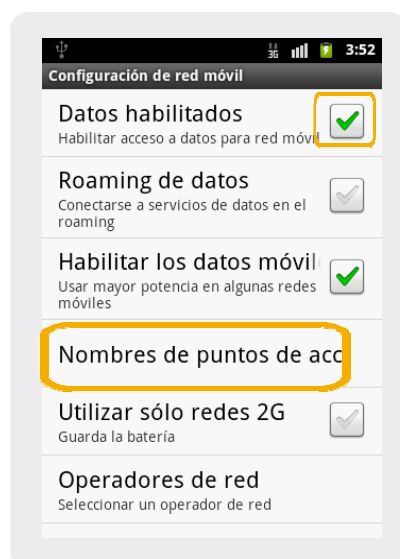 3G 3:52
Configuración de red móvil
Datos habilitados
Habilitar acceso a datos para red
Roaming de datos
Conectarse a servicios de datos en el
roaming
Habilitar los datos
Usar mayor potencia en algunas redes
móviles
Nombres de puntos de acc
Utilizar sólo redes 2G
Guarda la batería
Operadores de red
Seleccionar un operador de red